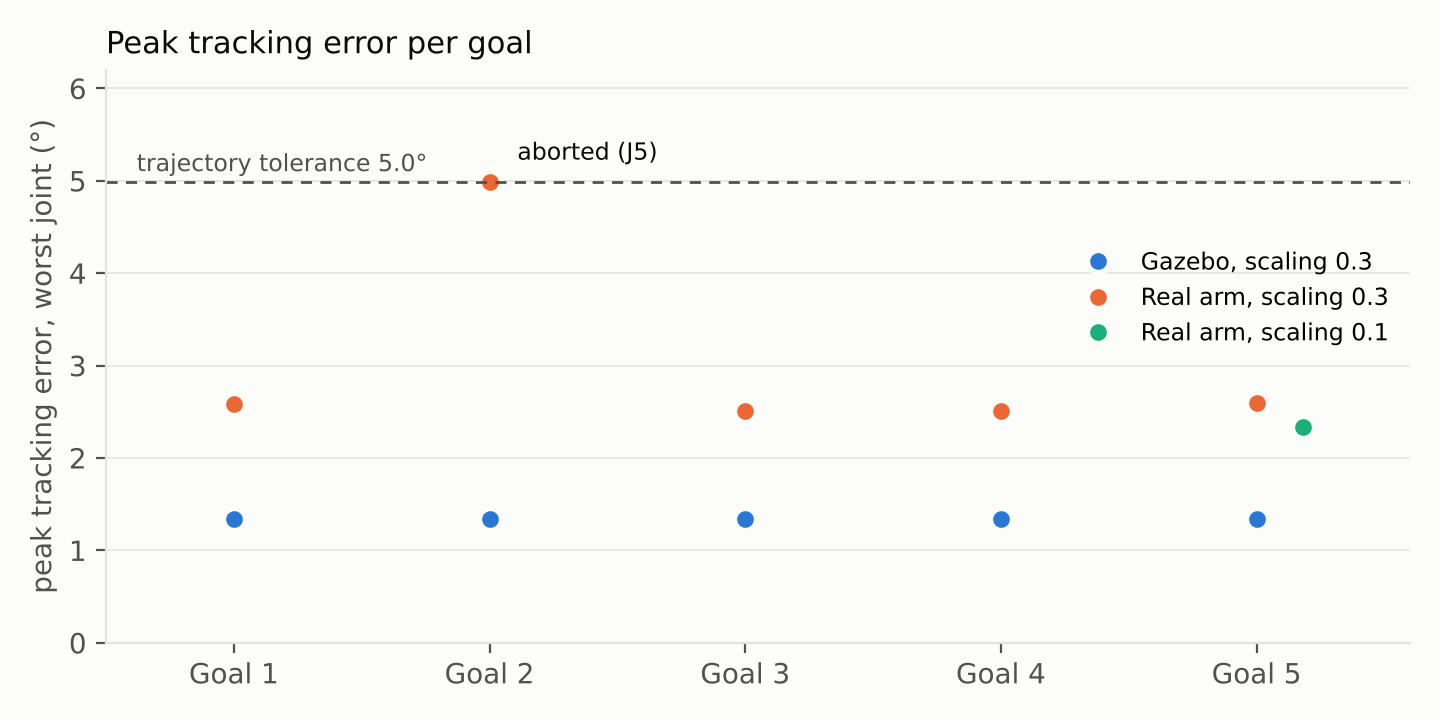 Peak tracking error per goal
peak tracking error, worst joint (°)
6
5
4
3
2
1
0
trajectory tolerance 5.0°
aborted (J5)
Gazebo, scaling 0.3
Real arm, scaling 0.3
Real arm, scaling 0.1
Goal 1
Goal 2
Goal 3
Goal 4
Goal 5